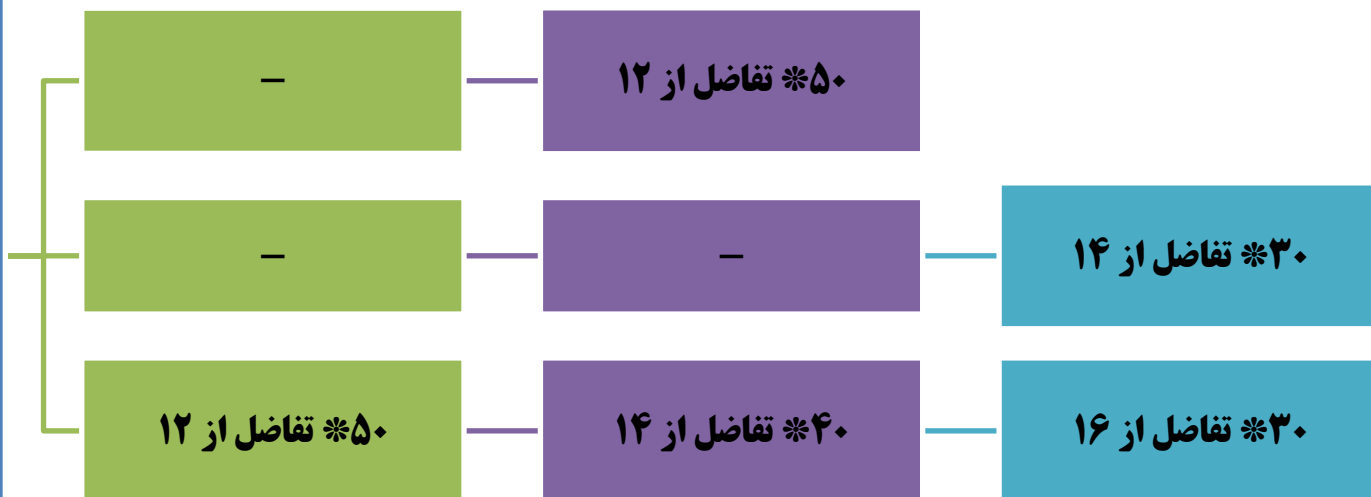 –
۵۰* تفاضل از ۱۲
–
–
۳۰* تفاضل از ۱۴
۵۰* تفاضل از ۱۲
۴۰* تفاضل از ۱۴
۳۰* تفاضل از ۱۶